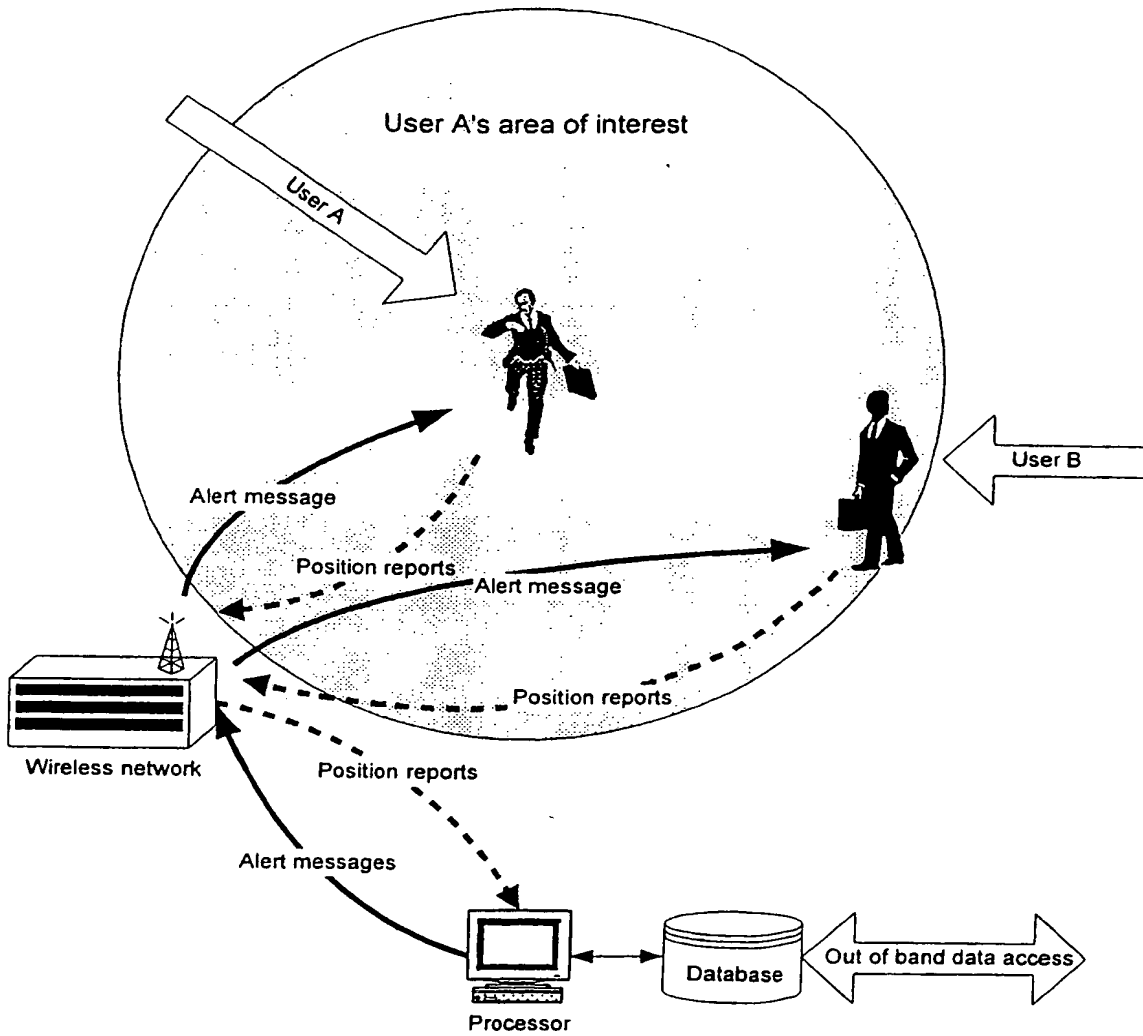 User A's area of interest
User A
User B
Alert message
Position reports
Alert message
Position reports
Wireless network
Position reports
Alert messages
Database
Out of band data access
Processor